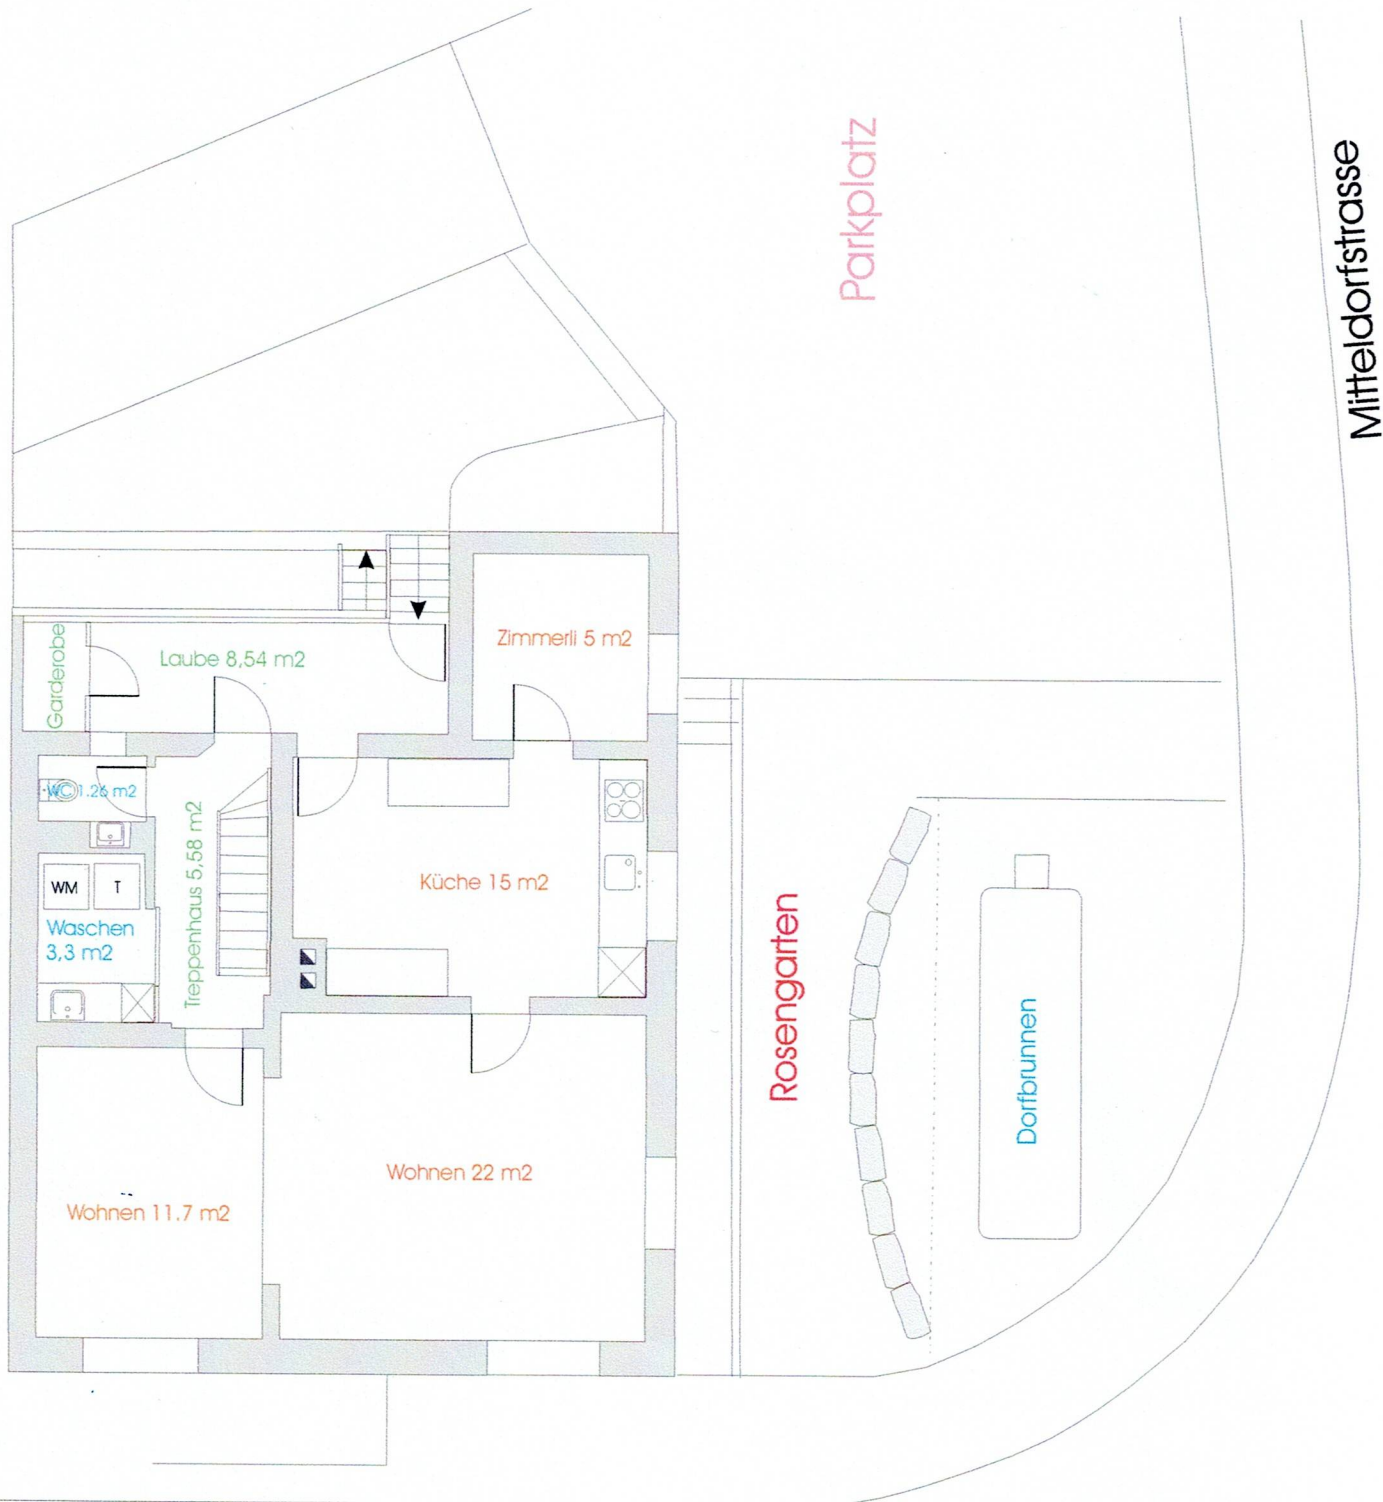 Parkplatz
Mitteldorfstrasse
Zimmerli 5 m2
Laube 8,54 m2
Garderobe
WC 1.26 m2
Treppenhaus 5,58 m2
Küche 15 m2
WM
T
Waschen
3,3 m2
Rosengarten
Dorfbrunnen
Wohnen 22 m2
Wohnen 11.7 m2